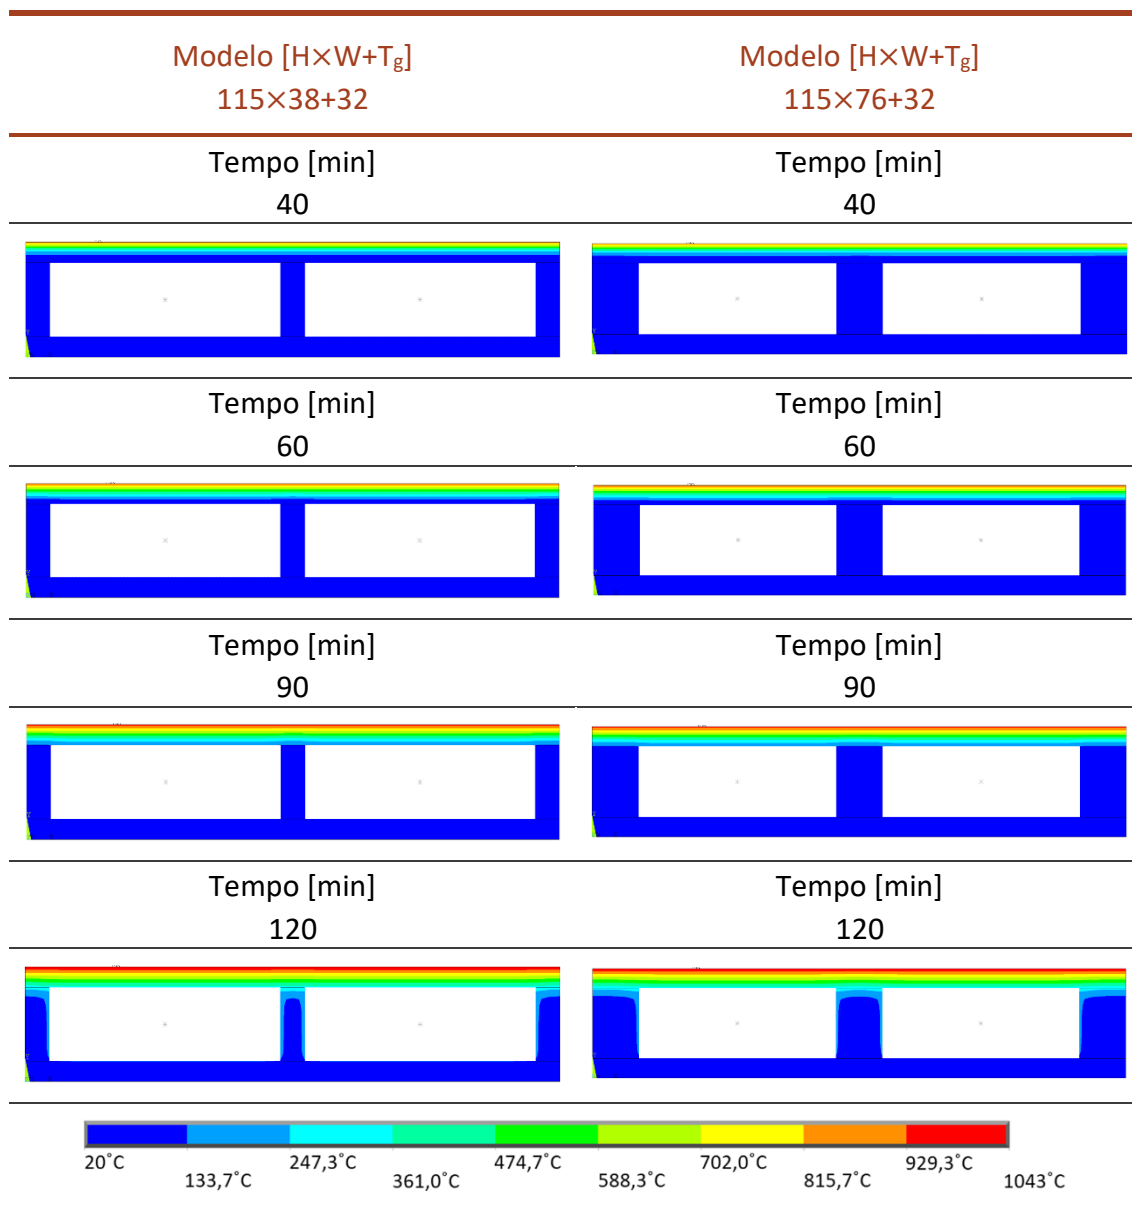 Modelo [H×W+Tg]
115×38+32
Modelo [H×W+Tg]
115×76+32
Tempo [min]
40
Tempo [min]
40
Tempo [min]
60
Tempo [min]
60
Tempo [min]
90
Tempo [min]
90
Tempo [min]
120
Tempo [min]
120
20˚C
133,7˚C
247,3˚C
361,0˚C
474,7˚C
588,3˚C
702,0˚C
815,7˚C
929,3˚C
1043˚C